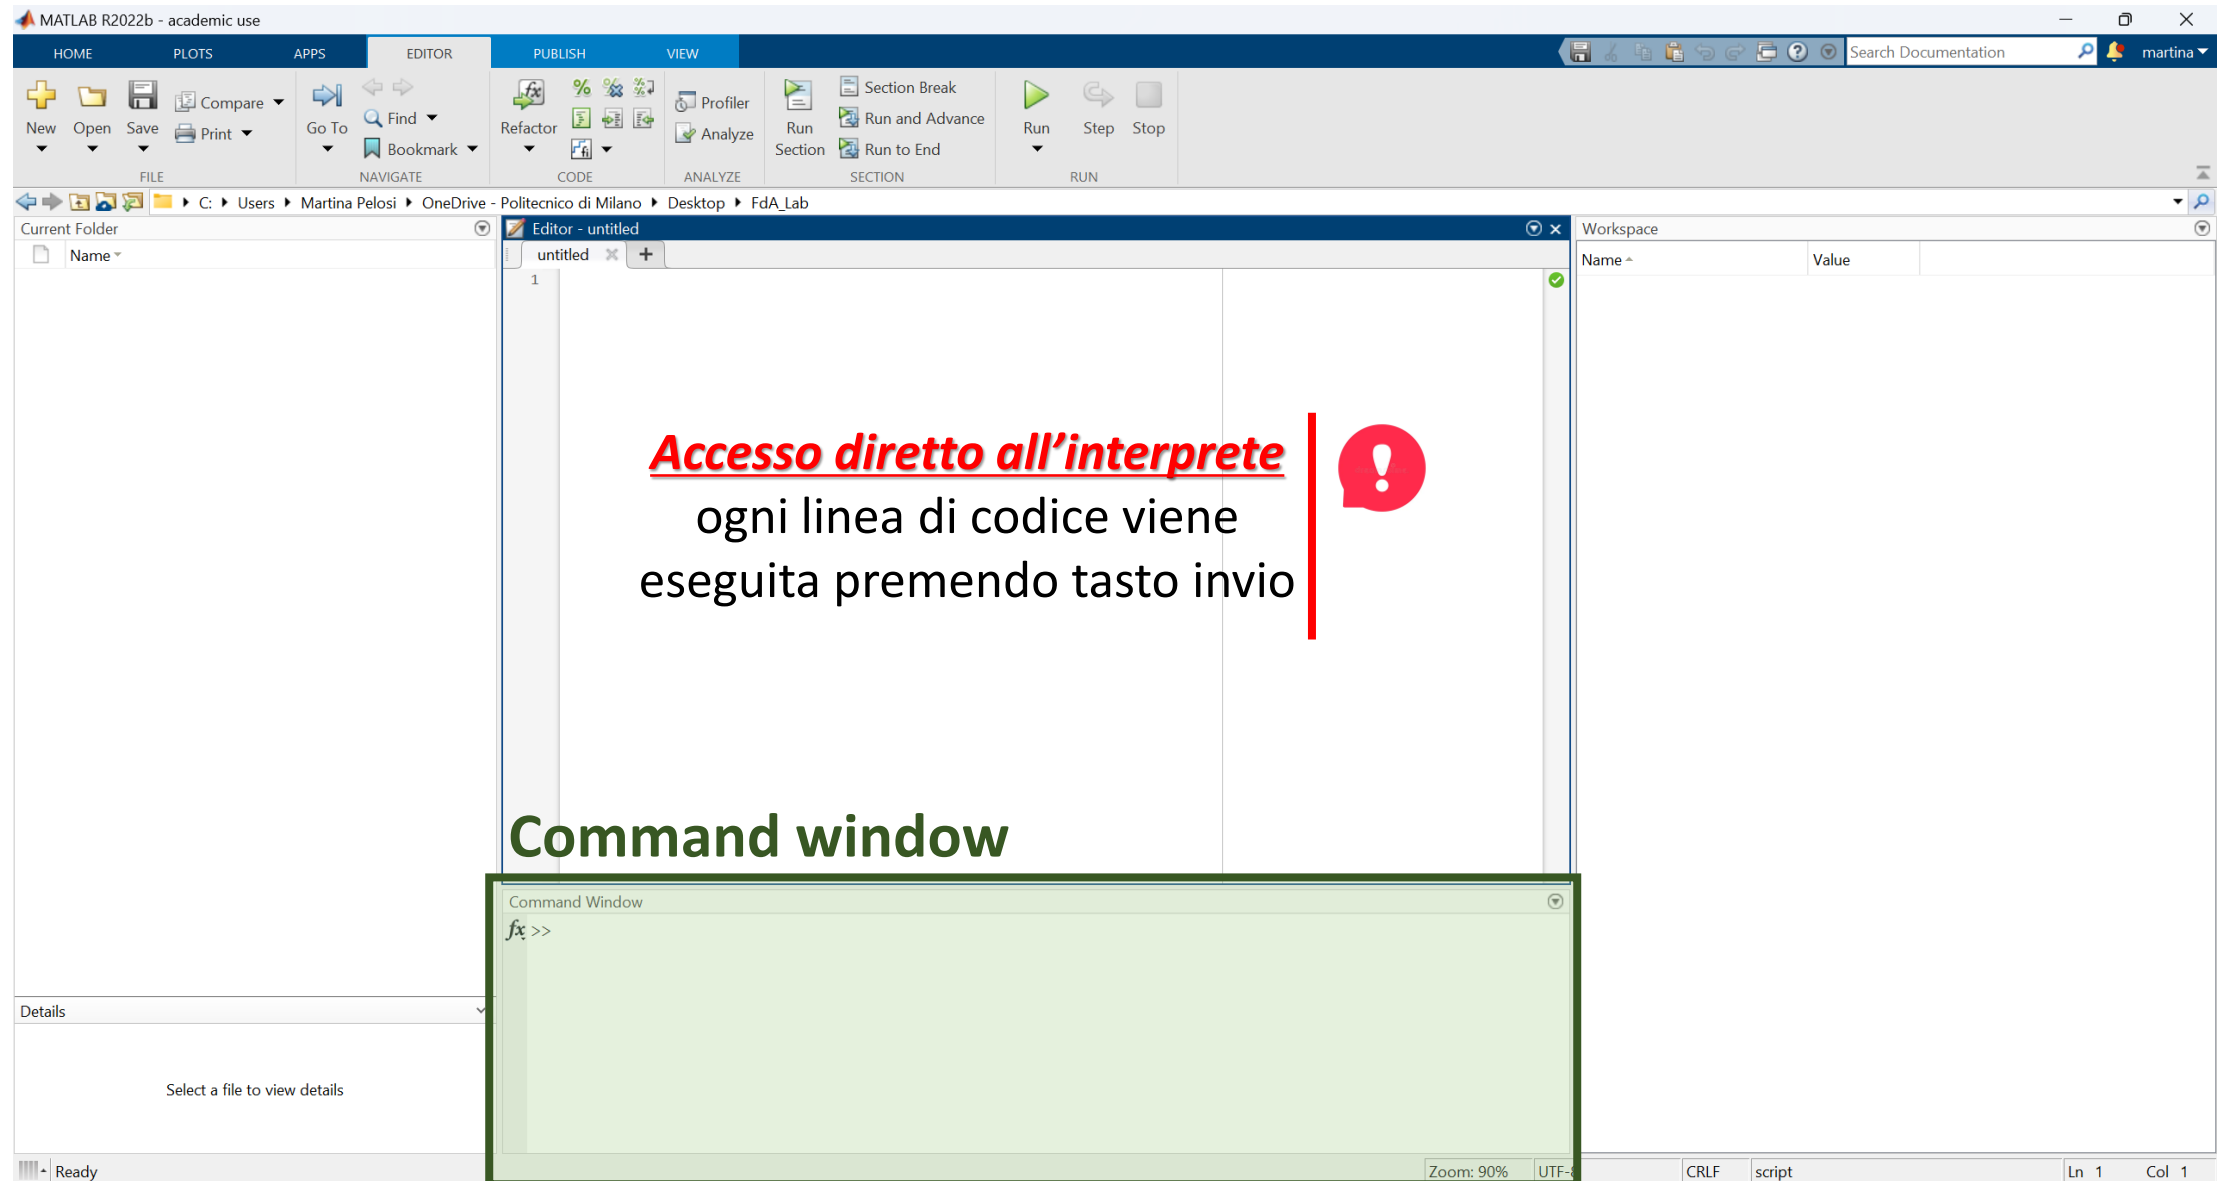 MATLAB R2022b - academic use
HOME PLOTS APPS EDITOR PUBLISH VIEW Search Documentation martina
New Open Save Compare Print Go To Find Bookmark Refactor Profiler Analyze Run Section Section Break Run and Advance Run to End Run Step Stop
FILE NAVIGATE CODE ANALYZE SECTION RUN
C: Users Martina Pelosi OneDrive - Politecnico di Milano Desktop FdA_Lab
Current Folder
Name
Editor - untitled
untitled
1
Workspace
Name Value
Accesso diretto all'interprete
ogni linea di codice viene
eseguita premendo tasto invio
Command window
Command Window
fx >>
Details
Select a file to view details
Ready
Zoom: 90% UTF-8 CRLF script Ln 1 Col 1